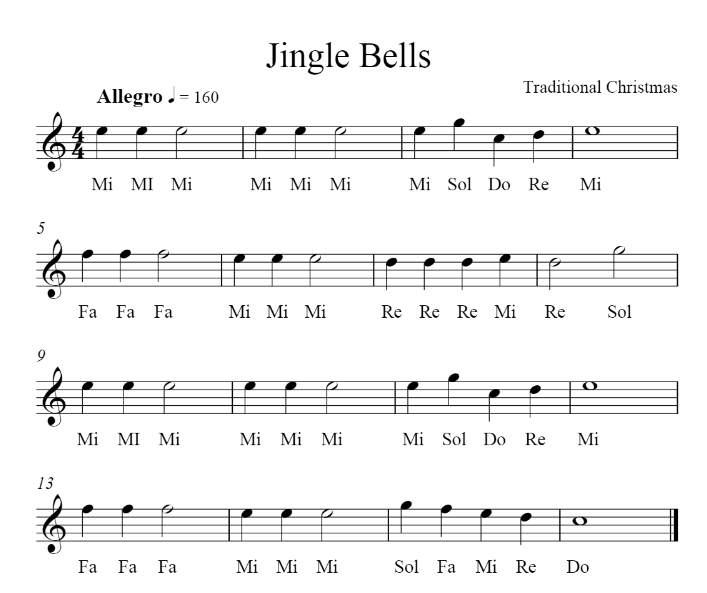 Jingle Bells
Traditional Christmas
Allegro ♩ = 160
4/4
Mi MI Mi Mi Mi Mi Mi Sol Do Re Mi
5
Fa Fa Fa Mi Mi Mi Re Re Re Mi Re Sol
9
Mi MI Mi Mi Mi Mi Mi Sol Do Re Mi
13
Fa Fa Fa Mi Mi Mi Sol Fa Mi Re Do